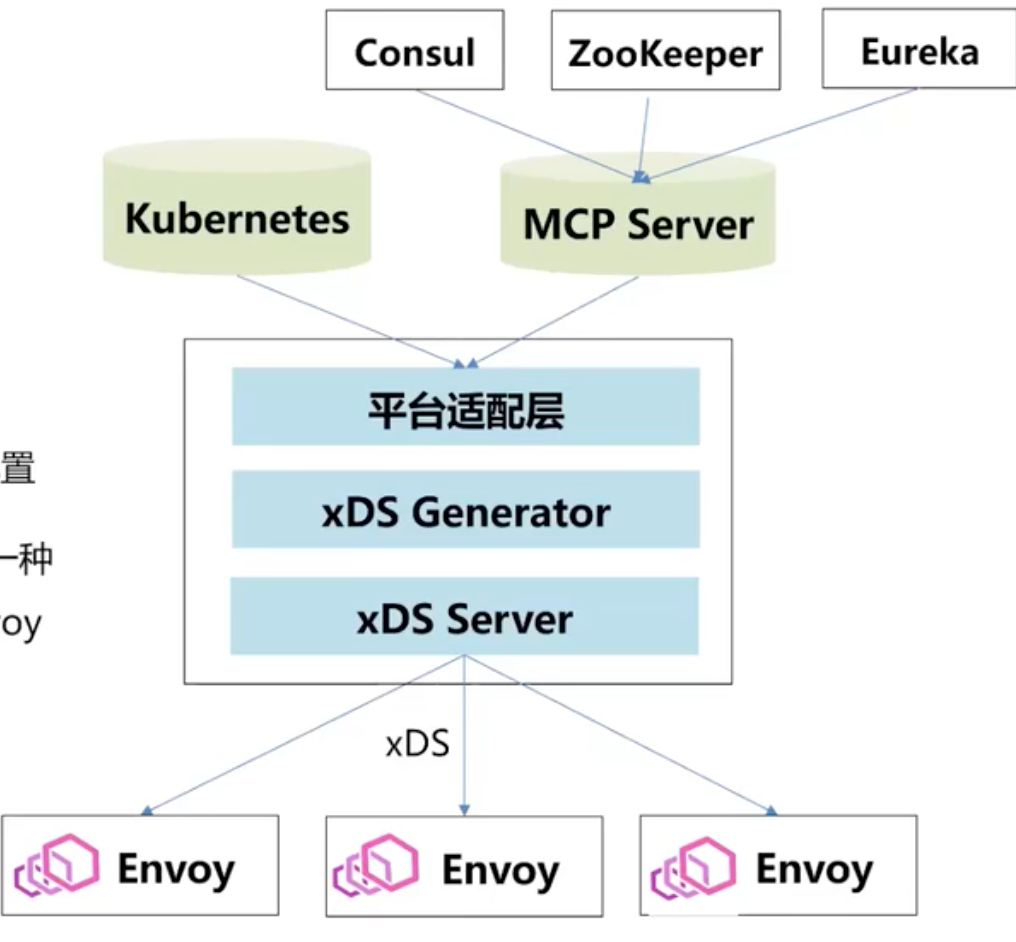 Consul
ZooKeeper
Eureka
Kubernetes
MCP Server
平台适配层
置
xDS Generator
一种
xDS Server
oy
xDS
Envoy
Envoy
Envoy